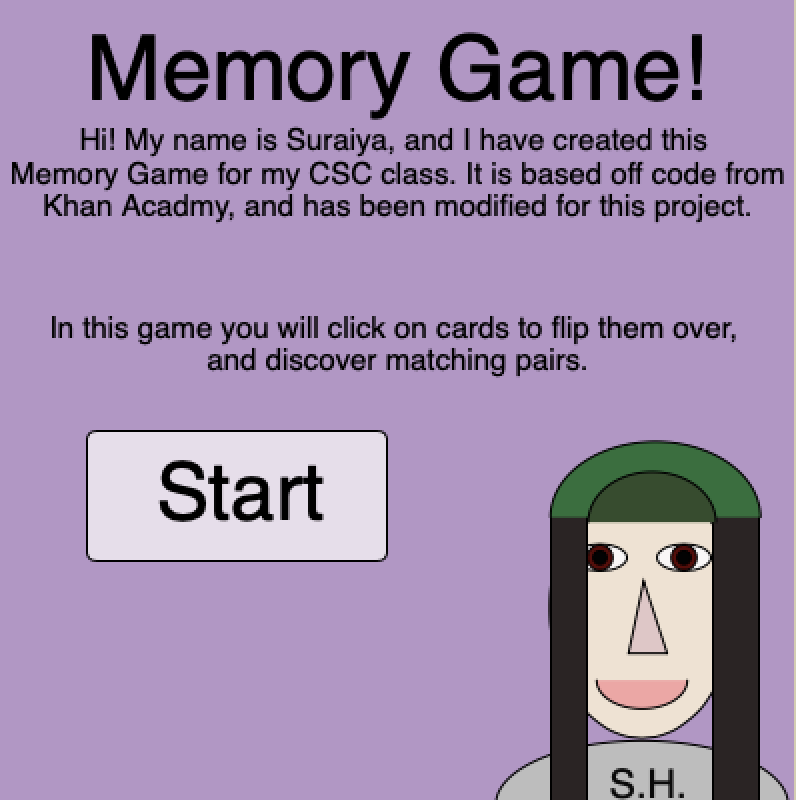 Memory Game!
Hi! My name is Suraiya, and I have created this
Memory Game for my CSC class. It is based off code from
Khan Acadmy, and has been modified for this project.
In this game you will click on cards to flip them over,
and discover matching pairs.
Start
S.H.